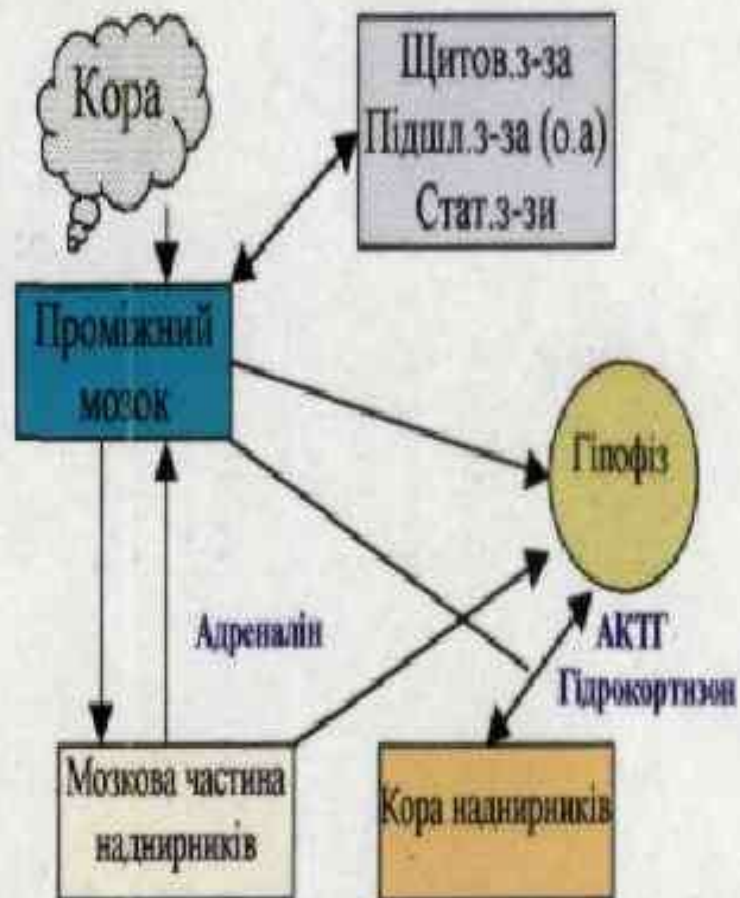 Кора
Щитов.з-за
Підшл.з-за (о.а)
Стат.з-зи
Проміжний
мозок
Гіпофіз
Адреналін
АКТГ
Гідрокортизон
Мозкова частина
наднирників
Кора наднирників